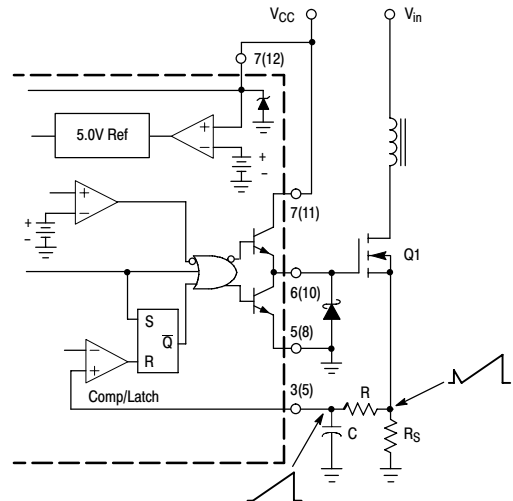 VCC
Vin
7(12)
5.0V Ref
+
–
+
–
+
–
+
–
7(11)
Q1
6(10)
S
Q
R
5(8)
–
+
Comp/Latch
3(5)
R
C
RS